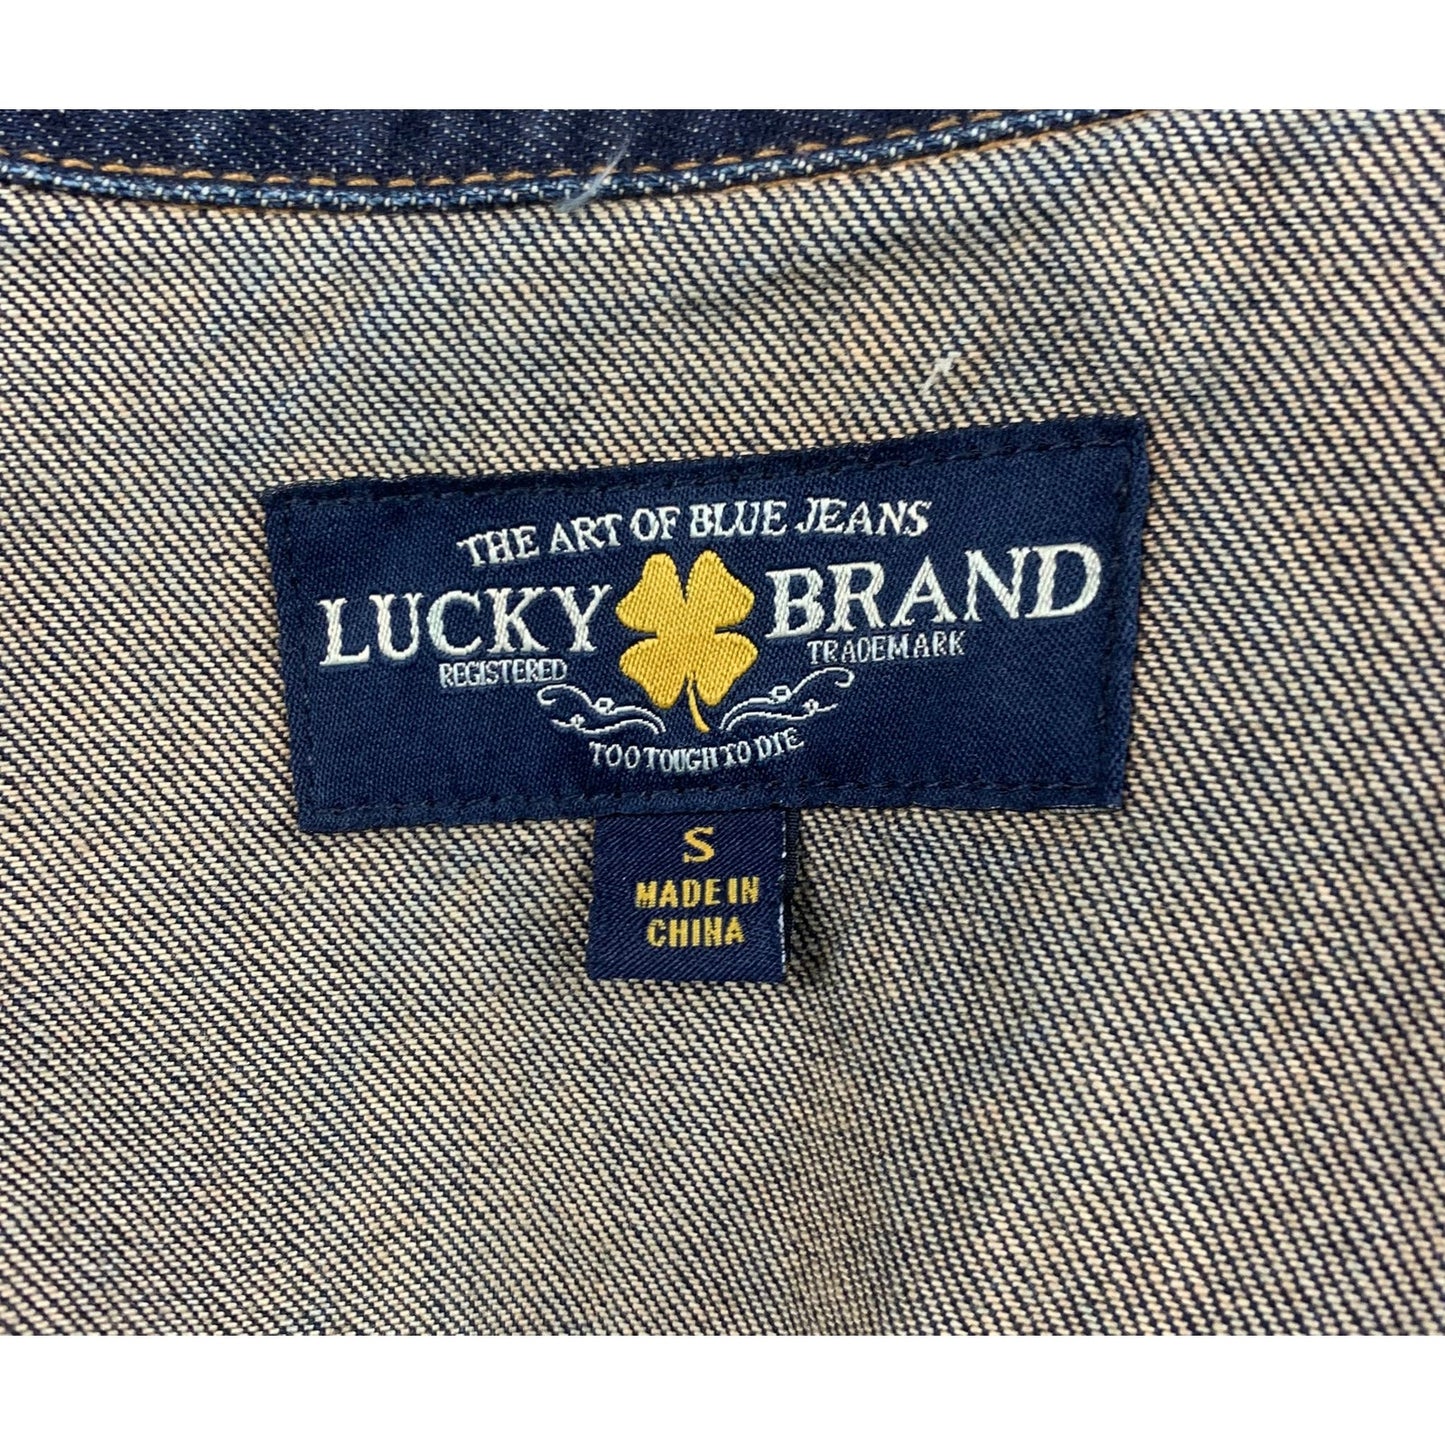 THE ART OF BLUE JEANS
LUCKY BRAND
REGISTERED TRADEMARK
TOO TOUGH TO DIE
S
MADE IN
CHINA